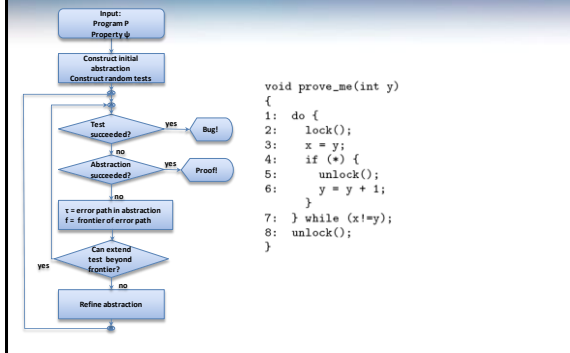 Input:
Program P
Property ψ
Construct initial
abstraction
Construct random tests
Test
succeeded?
yes
Bug!
no
Abstraction
succeeded?
yes
Proof!
no
τ = error path in abstraction
f = frontier of error path
Can extend
test beyond
frontier?
yes
no
Refine abstraction
void prove_me(int y)
{
1: do {
2: lock();
3: x = y;
4: if (*) {
5: unlock();
6: y = y + 1;
}
7: } while (x!=y);
8: unlock();
}